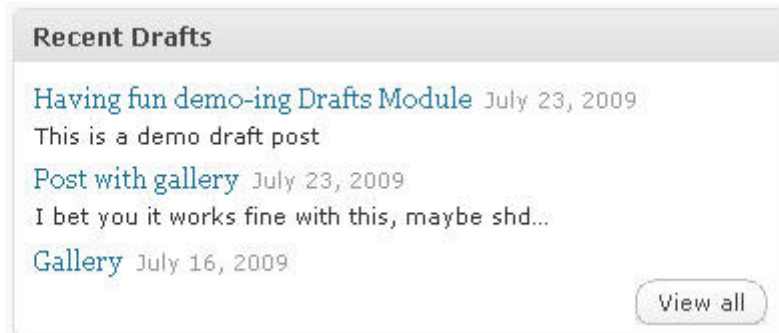 Recent Drafts
Having fun demo-ing Drafts Module July 23, 2009
This is a demo draft post
Post with gallery July 23, 2009
I bet you it works fine with this, maybe shd...
Gallery July 16, 2009
View all